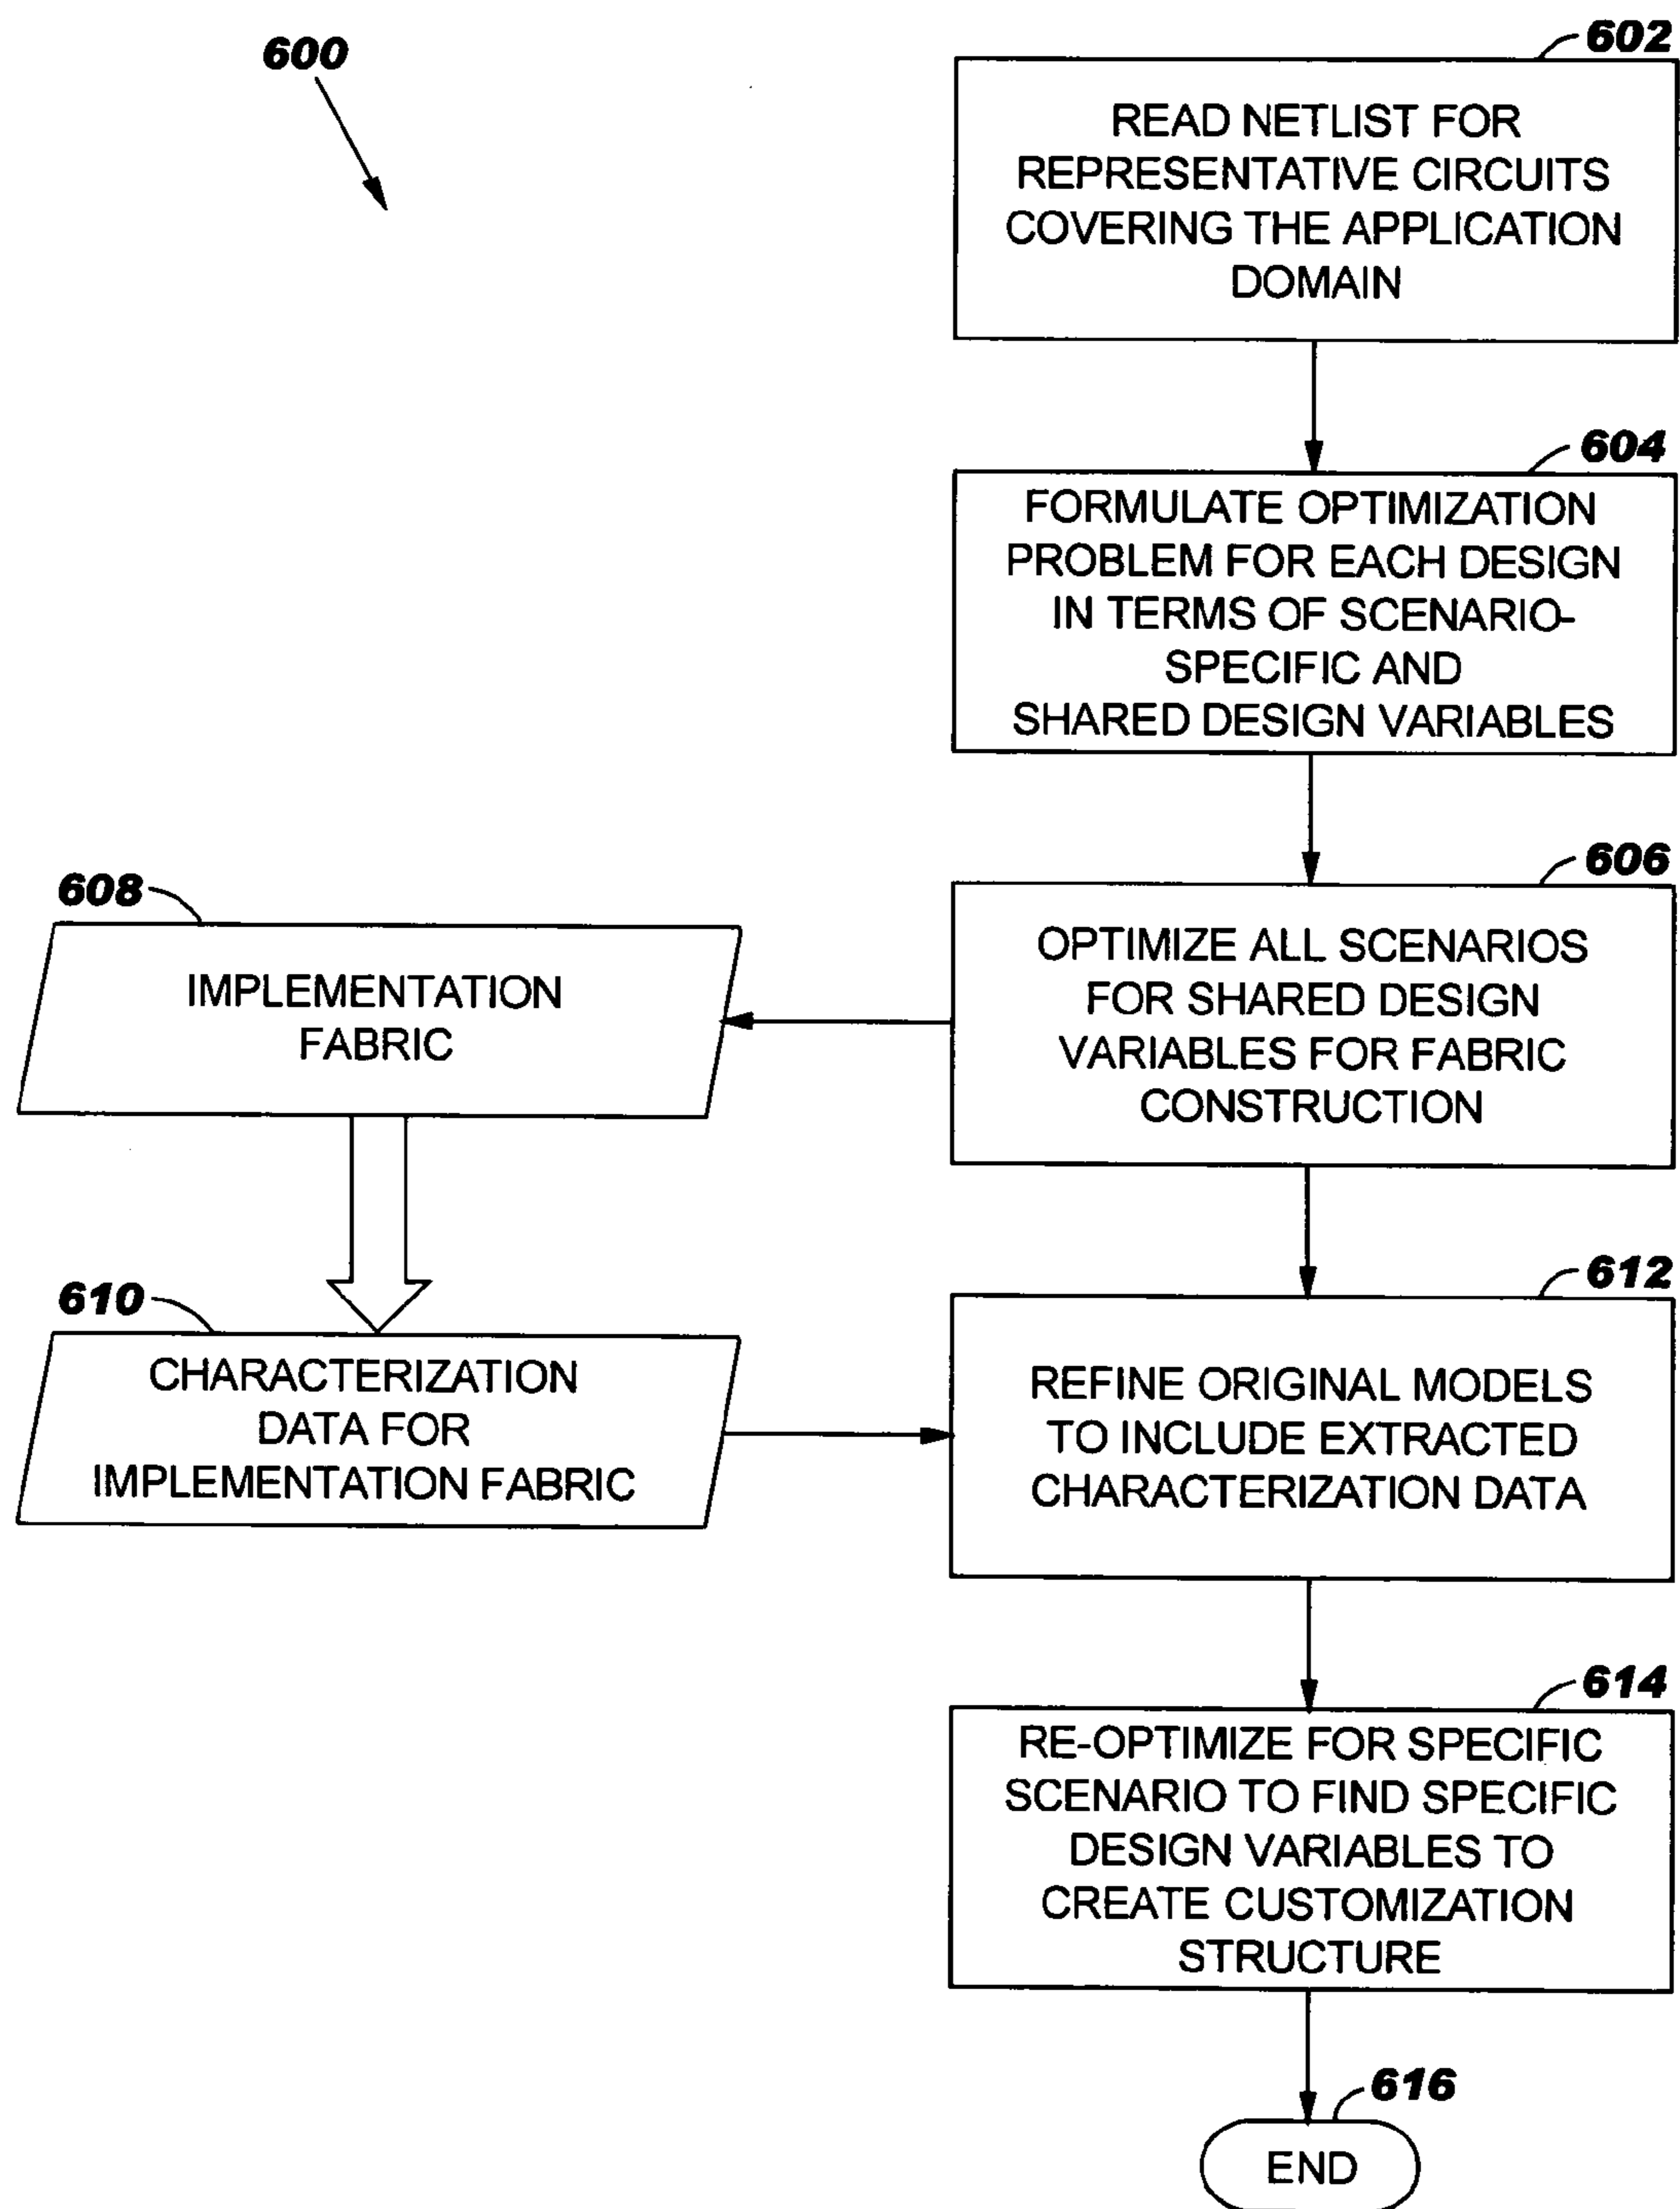 600
602
READ NETLIST FOR
REPRESENTATIVE CIRCUITS
COVERING THE APPLICATION
DOMAIN
604
FORMULATE OPTIMIZATION
PROBLEM FOR EACH DESIGN
IN TERMS OF SCENARIO-
SPECIFIC AND
SHARED DESIGN VARIABLES
606
OPTIMIZE ALL SCENARIOS
FOR SHARED DESIGN
VARIABLES FOR FABRIC
CONSTRUCTION
608
IMPLEMENTATION
FABRIC
610
CHARACTERIZATION
DATA FOR
IMPLEMENTATION FABRIC
612
REFINE ORIGINAL MODELS
TO INCLUDE EXTRACTED
CHARACTERIZATION DATA
614
RE-OPTIMIZE FOR SPECIFIC
SCENARIO TO FIND SPECIFIC
DESIGN VARIABLES TO
CREATE CUSTOMIZATION
STRUCTURE
616
END